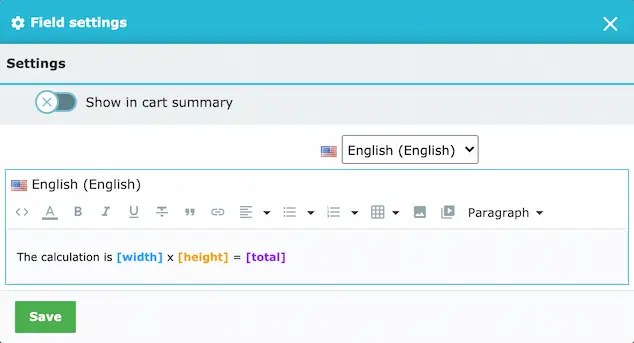 Field settings
Settings
Show in cart summary
English (English)
English (English)
A B I U Paragraph
The calculation is [width] x [height] = [total]
Save